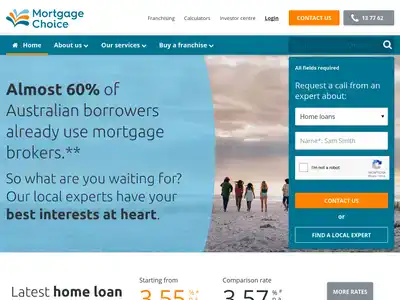 Mortgage
Choice
Franchising
Calculators
Investor centre
Login
CONTACT US
13 77 62
Home
About us
Our services
Buy a franchise
Almost 60% of
Australian borrowers
already use mortgage
brokers.**
So what are you waiting for?
Our local experts have your
best interests at heart.
All fields required
Request a call from an
expert about:
Home loans
Name*: Sam Smith
I'm not a robot
reCAPTCHA
CONTACT US
or
FIND A LOCAL EXPERT
Latest home loan
Starting from
3.55 % *
Comparison rate
3.57 % #
MORE RATES